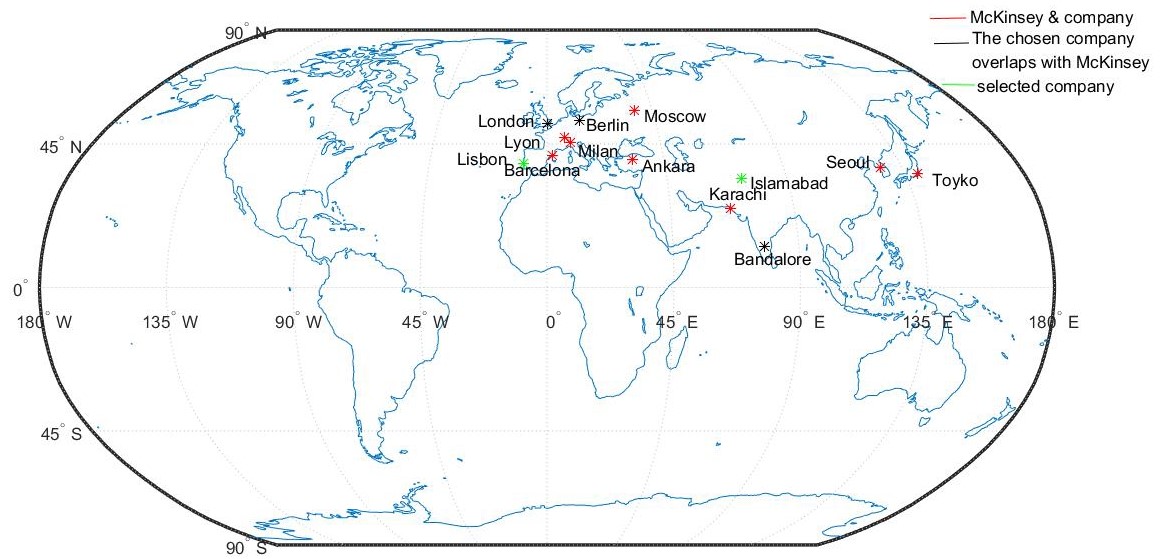 McKinsey & company
The chosen company
overlaps with McKinsey
selected company
90° N
London
Berlin
Moscow
Lyon
45° N
Milan
Lisbon
Barcelona
Ankara
Seoul
Toyko
Islamabad
Karachi
Bandalore
0°
180° W
135° W
90° W
45° W
0
45° E
90° E
135° E
180° E
45° S
90° S